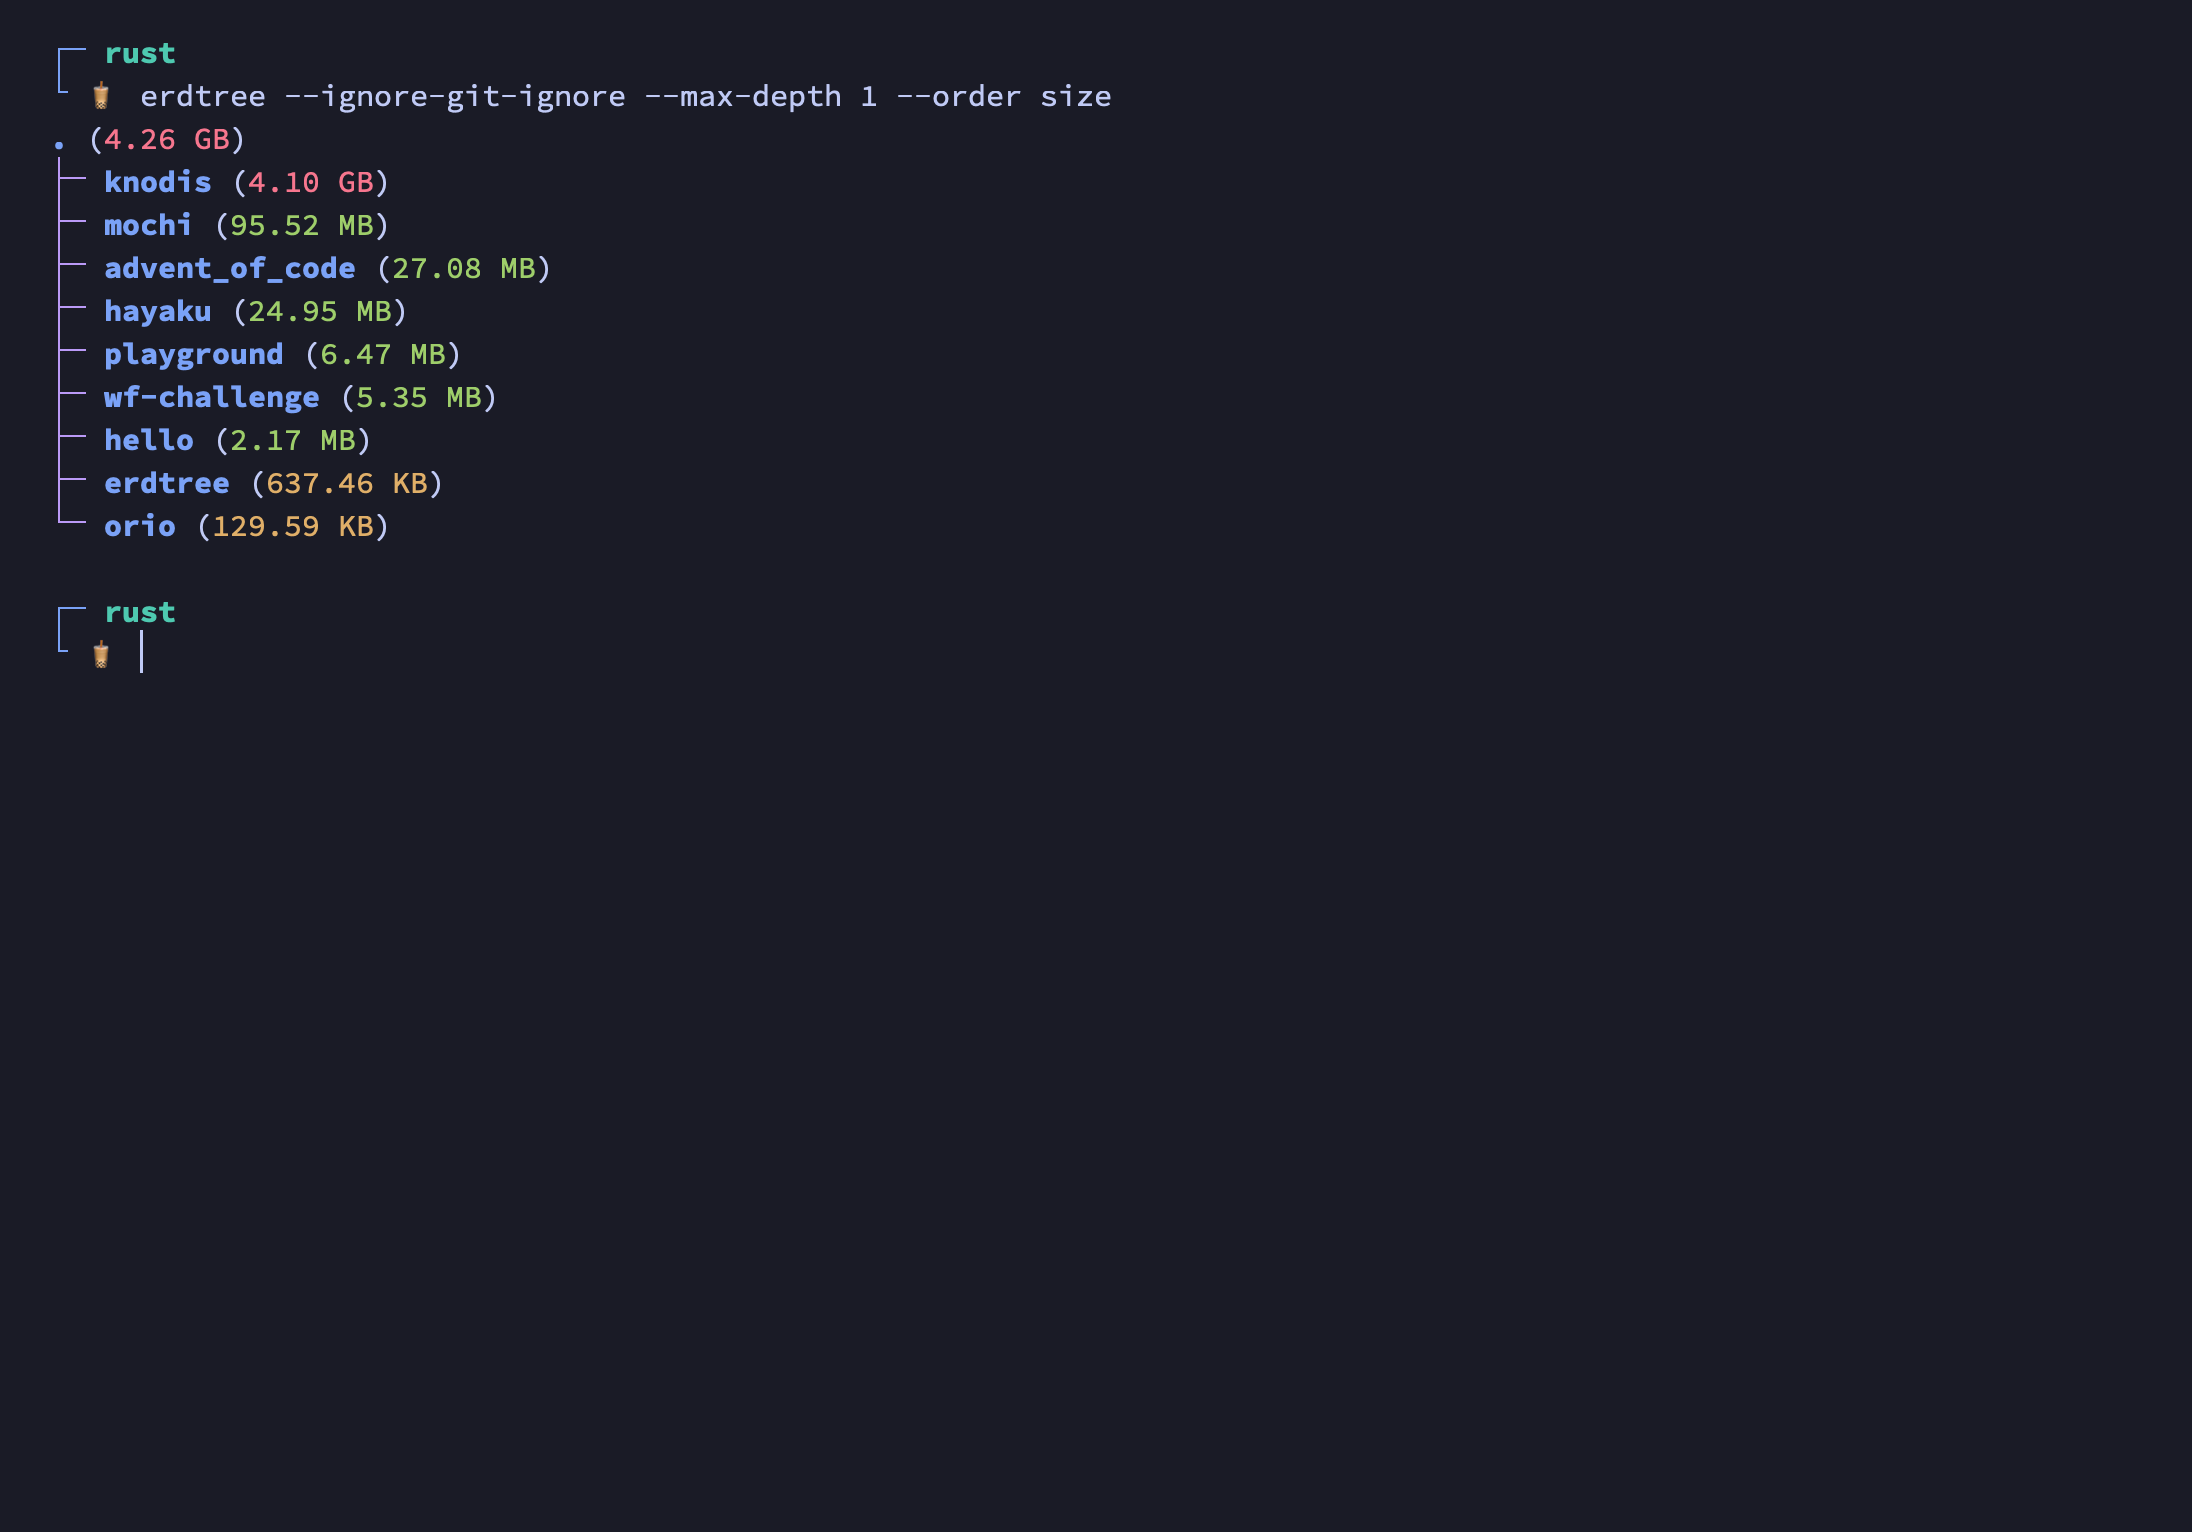 rust
erdtree --ignore-git-ignore --max-depth 1 --order size
. (4.26 GB)
knodis (4.10 GB)
mochi (95.52 MB)
advent_of_code (27.08 MB)
hayaku (24.95 MB)
playground (6.47 MB)
wf-challenge (5.35 MB)
hello (2.17 MB)
erdtree (637.46 KB)
orio (129.59 KB)
rust